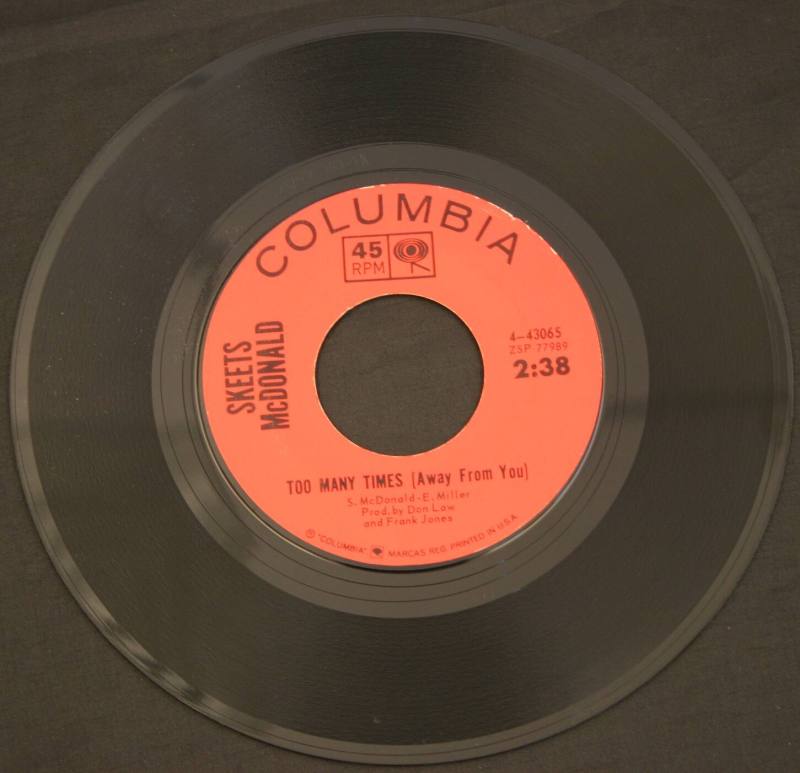 COLUMBIA
45
RPM
SKEETS
McDONALD
4-43065
ZSP 77989
2:38
TOO MANY TIMES (Away From You)
S. McDonald-E. Miller
Prod. by Don Law
and Frank Jones
Ⓟ "COLUMBIA" MARCAS REG. PRINTED IN U.S.A.